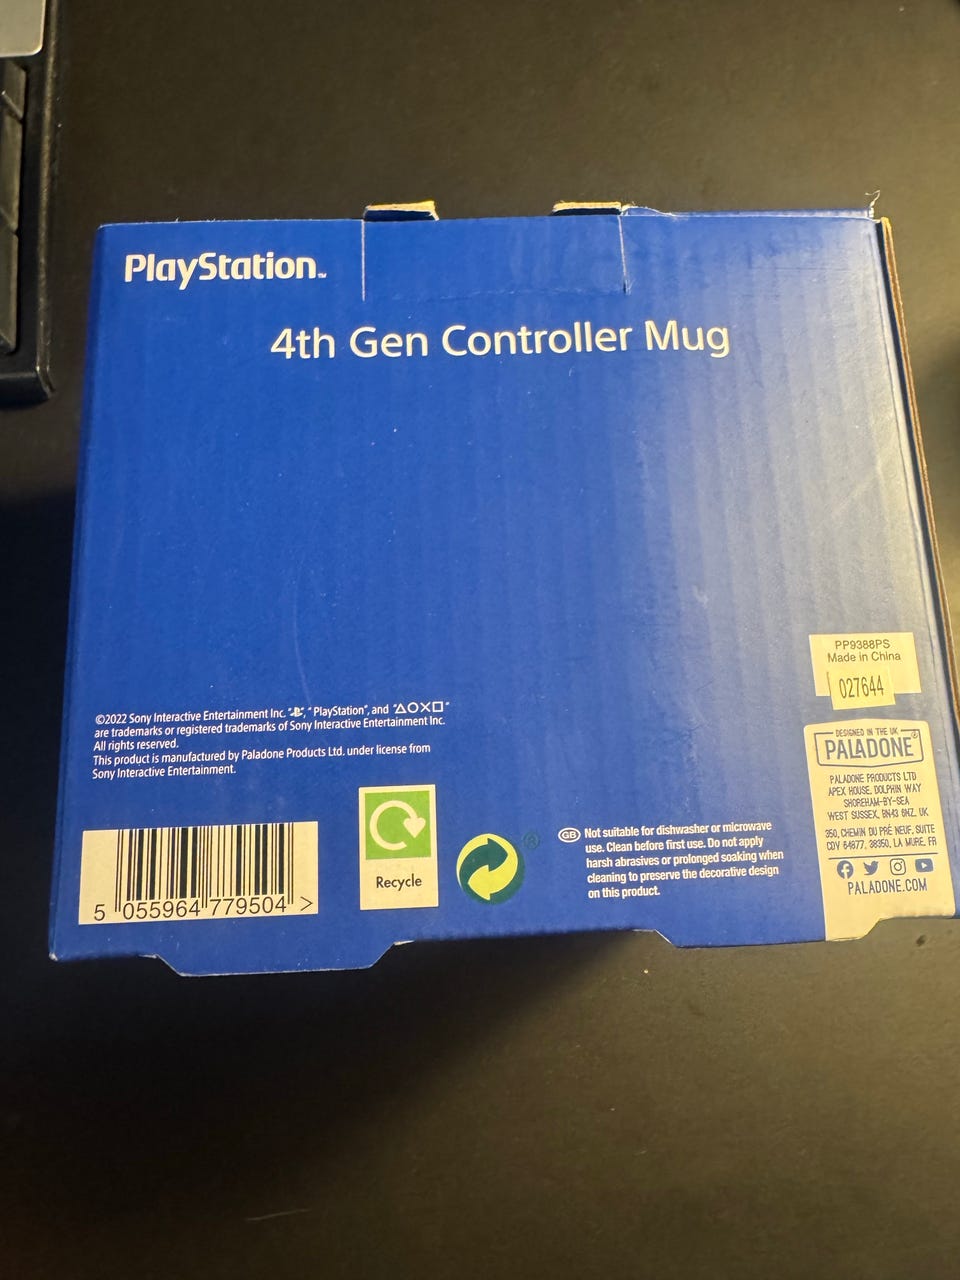 PlayStation™
4th Gen Controller Mug
PP9388PS
Made in China
027644
©2022 Sony Interactive Entertainment Inc. "PS", "PlayStation", and "△○✕□"
are trademarks or registered trademarks of Sony Interactive Entertainment Inc.
All rights reserved.
This product is manufactured by Paladone Products Ltd. under license from
Sony Interactive Entertainment.
DESIGNED IN THE UK
PALADONE®
PALADONE PRODUCTS LTD
APEX HOUSE, DOLPHIN WAY
SHOREHAM-BY-SEA
WEST SUSSEX, BN43 6NZ, UK
350, CHEMIN DU PRÉ NEUF, SUITE
CDV 64877, 38350, LA MURE, FR
PALADONE.COM
5 055964 779504 >
Recycle
®
GB Not suitable for dishwasher or microwave
use. Clean before first use. Do not apply
harsh abrasives or prolonged soaking when
cleaning to preserve the decorative design
on this product.